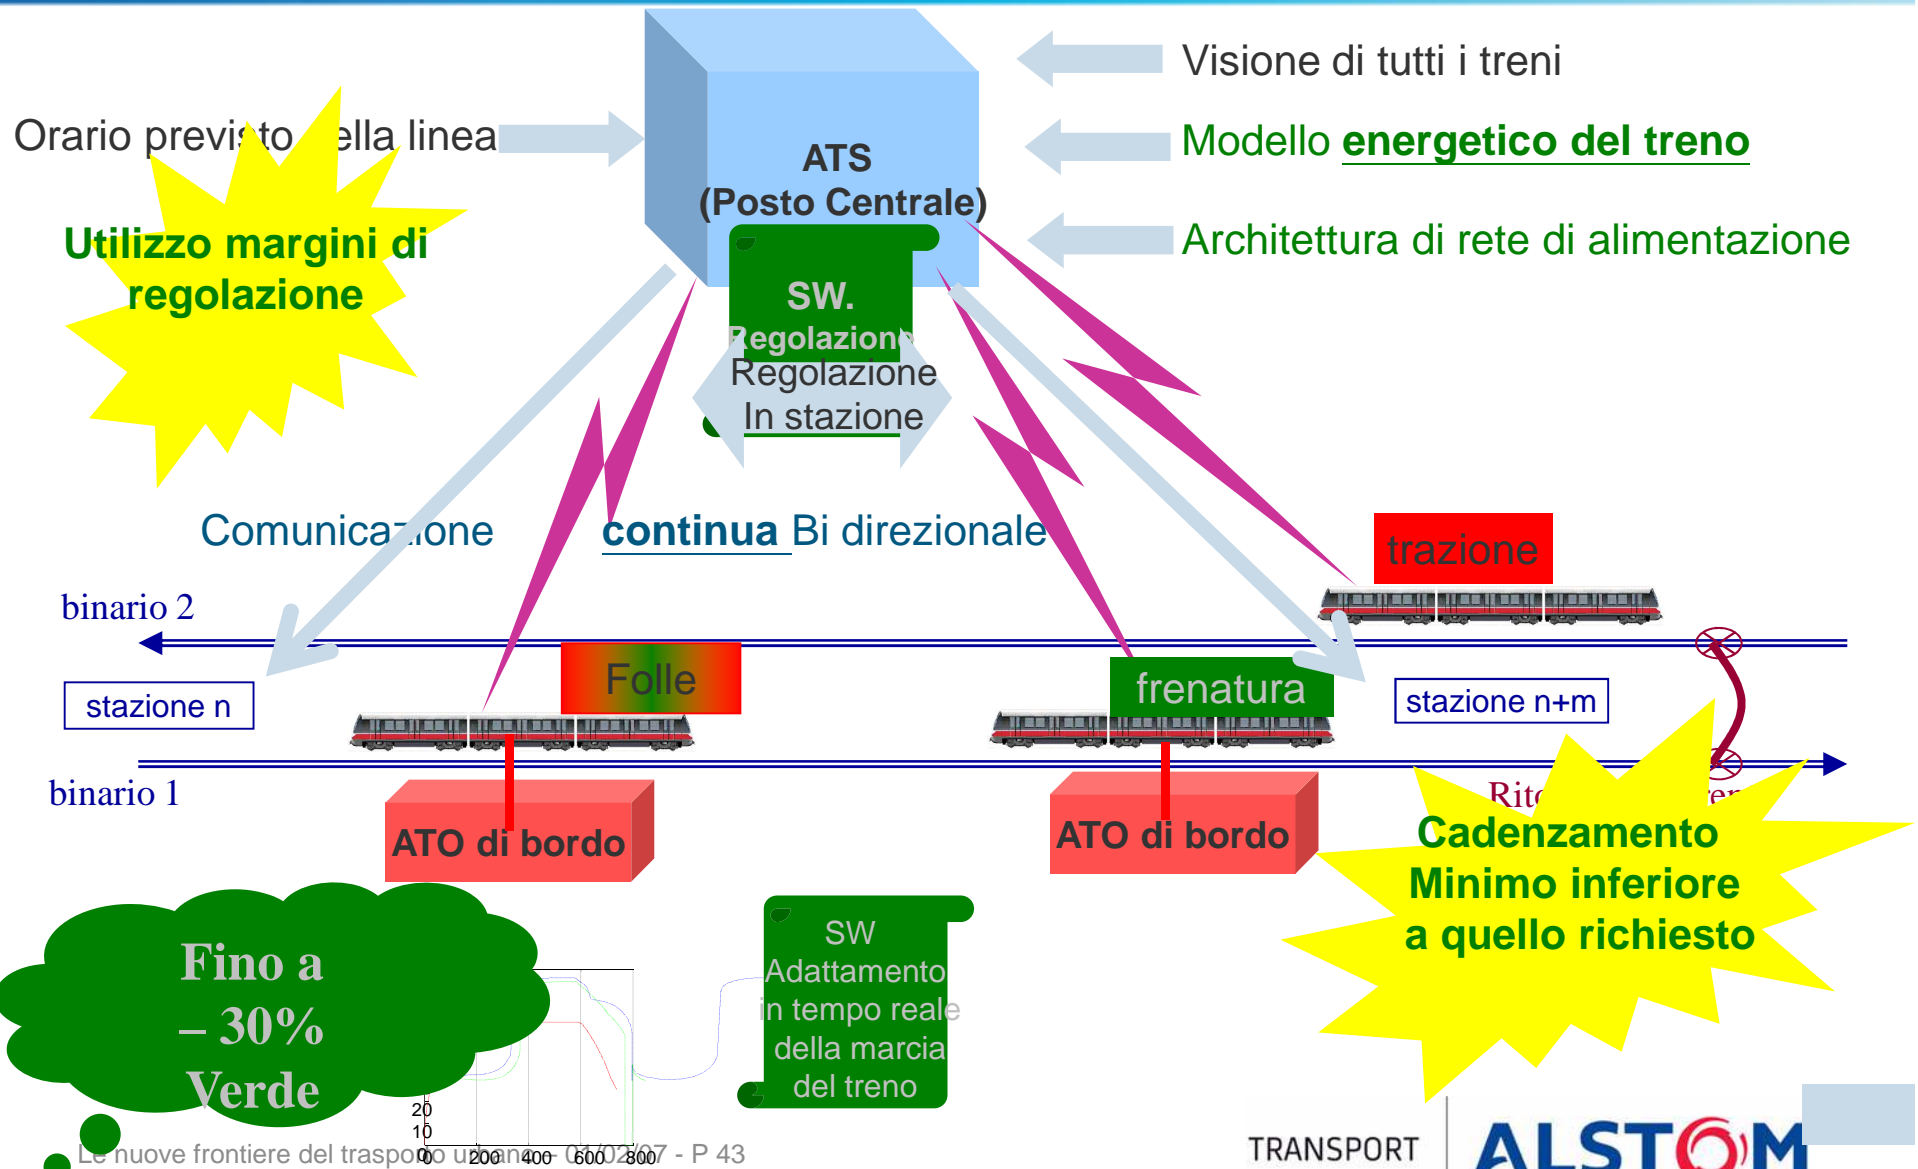 Visione di tutti i treni
Orario previsto della linea
Modello energetico del treno
ATS
(Posto Centrale)
Architettura di rete di alimentazione
Utilizzo margini di
regolazione
SW.
Regolazione
Regolazione
In stazione
Comunicazione continua Bi direzionale
trazione
binario 2
Folle
frenatura
stazione n
stazione n+m
binario 1
ATO di bordo
ATO di bordo
Cadenzamento
Minimo inferiore
a quello richiesto
Fino a
– 30%
Verde
SW
Adattamento
in tempo reale
della marcia
del treno
20
10
0 200 400 600 800
Le nuove frontiere del trasporto urbano – 01/02/07 - P 43
TRANSPORT
ALSTOM